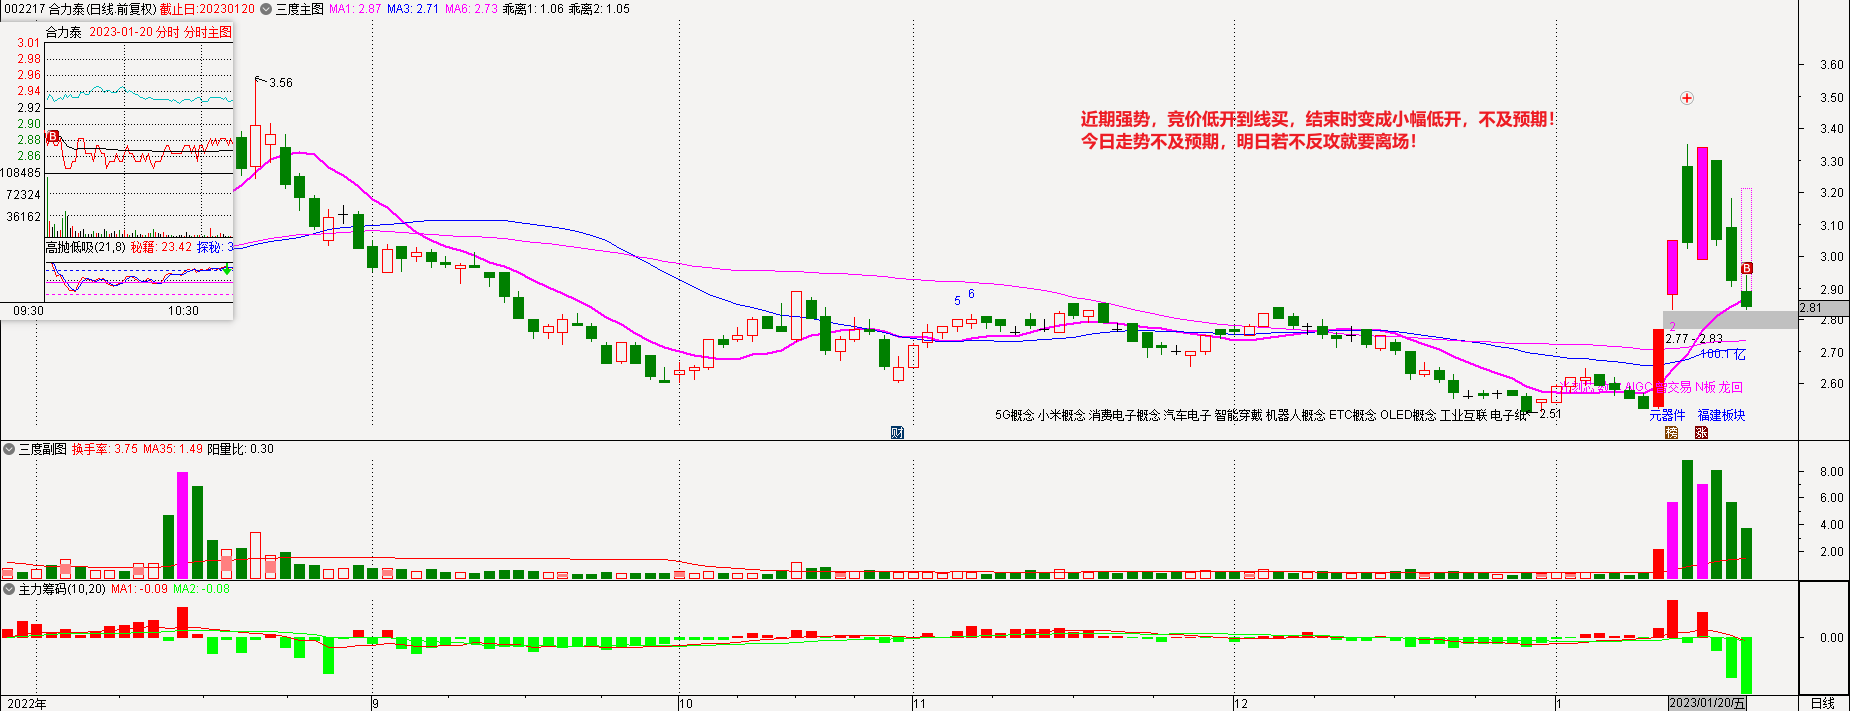 002217 合力泰(日线.前复权) 截止日:20230120 三度主图 MA1: 2.87 MA3: 2.71 MA6: 2.73 乖离1: 1.06 乖离2: 1.05
合力泰 2023-01-20 分时 分时主图
3.01
2.98
2.96
2.94
2.92
2.90
2.88
2.86
108485
72324
36162
B
高抛低吸(21,8) 秘籍: 23.42 探秘: 3
09:30 10:30
3.56
近期强势，竞价低开到线买，结束时变成小幅低开，不及预期！
今日走势不及预期，明日若不反攻就要离场！
3.60
3.50
3.40
3.30
3.20
3.10
3.00
2.90
2.81
2.80
2.70
2.60
B
5 6
2
2.77 - 2.83
100.1 亿
AIGC 交易 N板 龙回
5G概念 小米概念 消费电子概念 汽车电子 智能穿戴 机器人概念 ETC概念 OLED概念 工业互联 电子纸
2.51
元器件 福建板块
财 榜 涨
三度副图 换手率: 3.75 MA35: 1.49 阳量比: 0.30
8.00
6.00
4.00
2.00
主力筹码(10,20) MA1: -0.09 MA2: -0.08
0.00
2022年 9 10 11 12 1 2023/01/20/五 日线